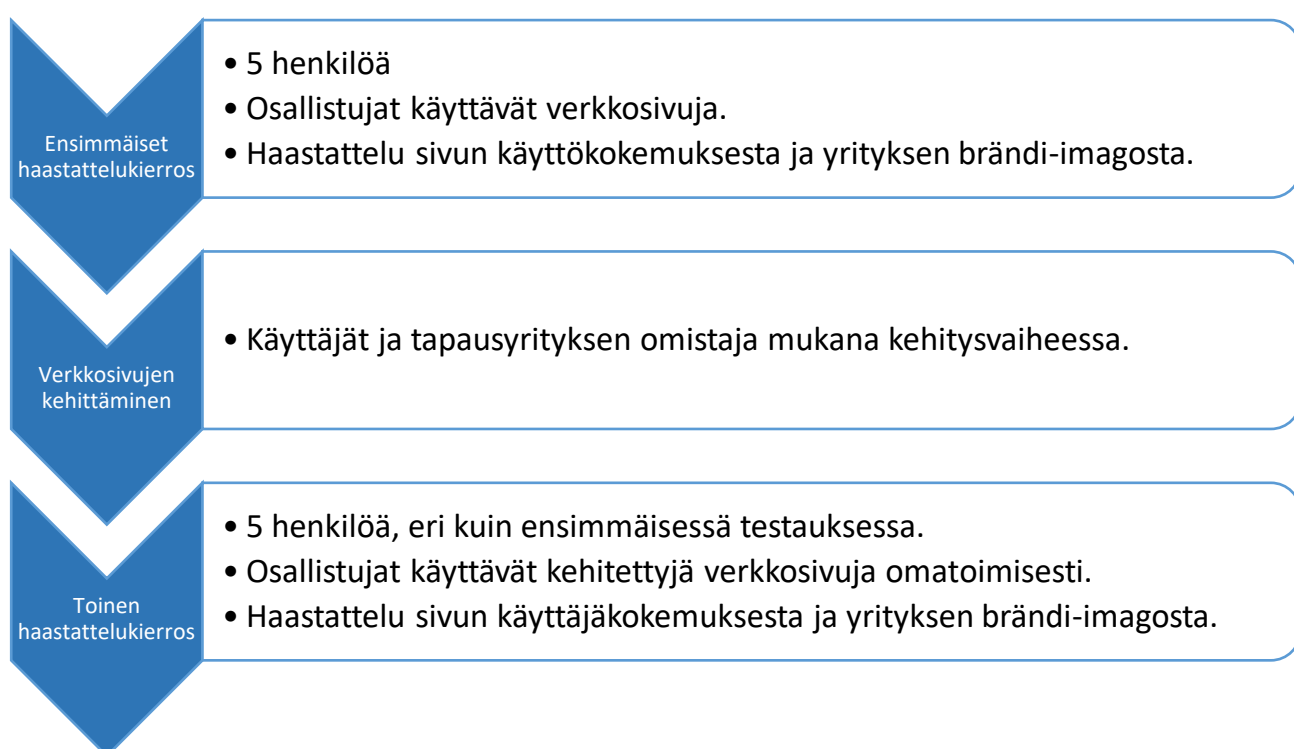 Ensimmäiset
haastattelukierros
• 5 henkilöä
• Osallistujat käyttävät verkkosivuja.
• Haastattelu sivun käyttökokemuksesta ja yrityksen brändi-imagosta.
Verkkosivujen
kehittäminen
• Käyttäjät ja tapausyrityksen omistaja mukana kehitysvaiheessa.
Toinen
haastattelukierros
• 5 henkilöä, eri kuin ensimmäisessä testauksessa.
• Osallistujat käyttävät kehitettyjä verkkosivuja omatoimisesti.
• Haastattelu sivun käyttäjäkokemuksesta ja yrityksen brändi-imagosta.